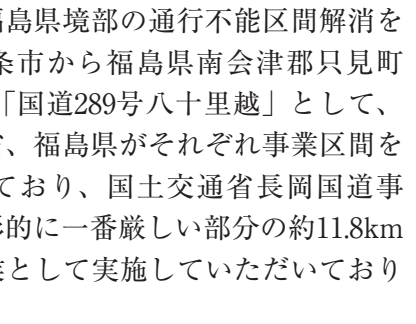 福島県境部の通行不能区間解消を
条市から福島県南会津郡只見町
「国道289号八十里越」として、
、福島県がそれぞれ事業区間を
ており、国土交通省長岡国道事
的に一番厳しい部分の約11.8km
として実施していただいており